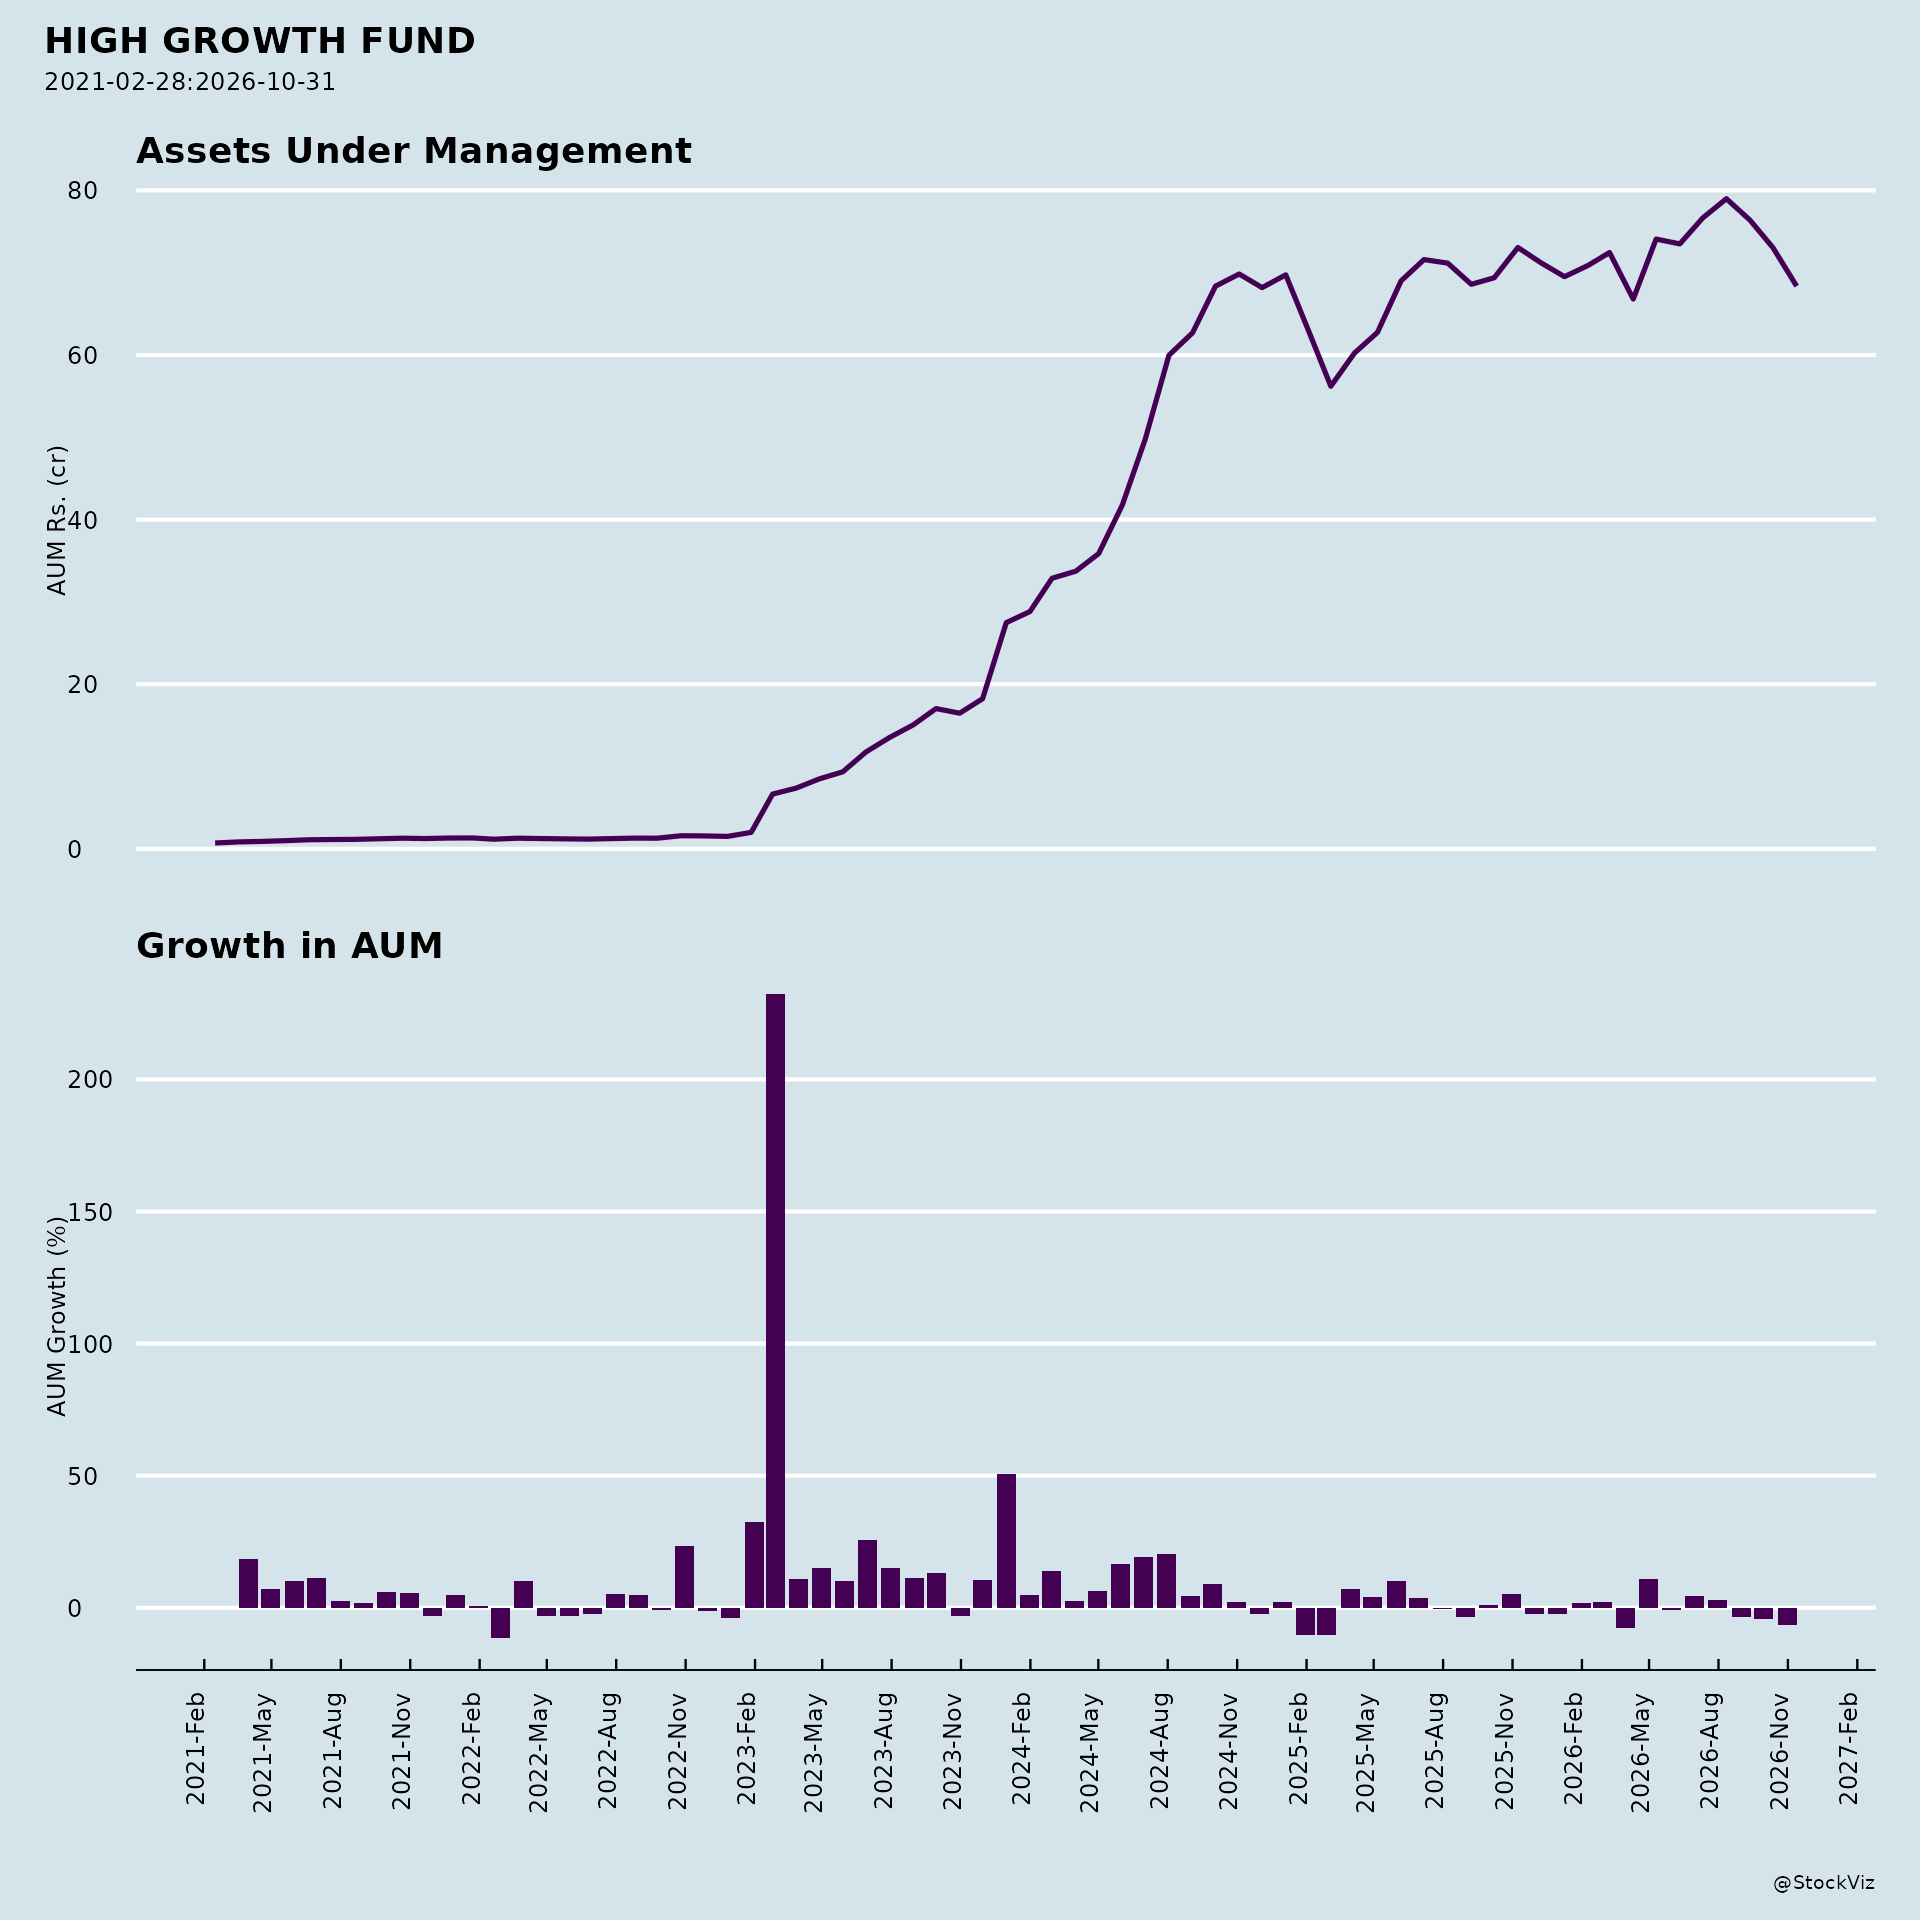 HIGH GROWTH FUND
2021-02-28:2026-10-31
Assets Under Management
80
60
40
20
0
AUM Rs. (cr)
Growth in AUM
200
150
100
50
0
AUM Growth (%)
2021-Feb
2021-May
2021-Aug
2021-Nov
2022-Feb
2022-May
2022-Aug
2022-Nov
2023-Feb
2023-May
2023-Aug
2023-Nov
2024-Feb
2024-May
2024-Aug
2024-Nov
2025-Feb
2025-May
2025-Aug
2025-Nov
2026-Feb
2026-May
2026-Aug
2026-Nov
2027-Feb
@StockViz